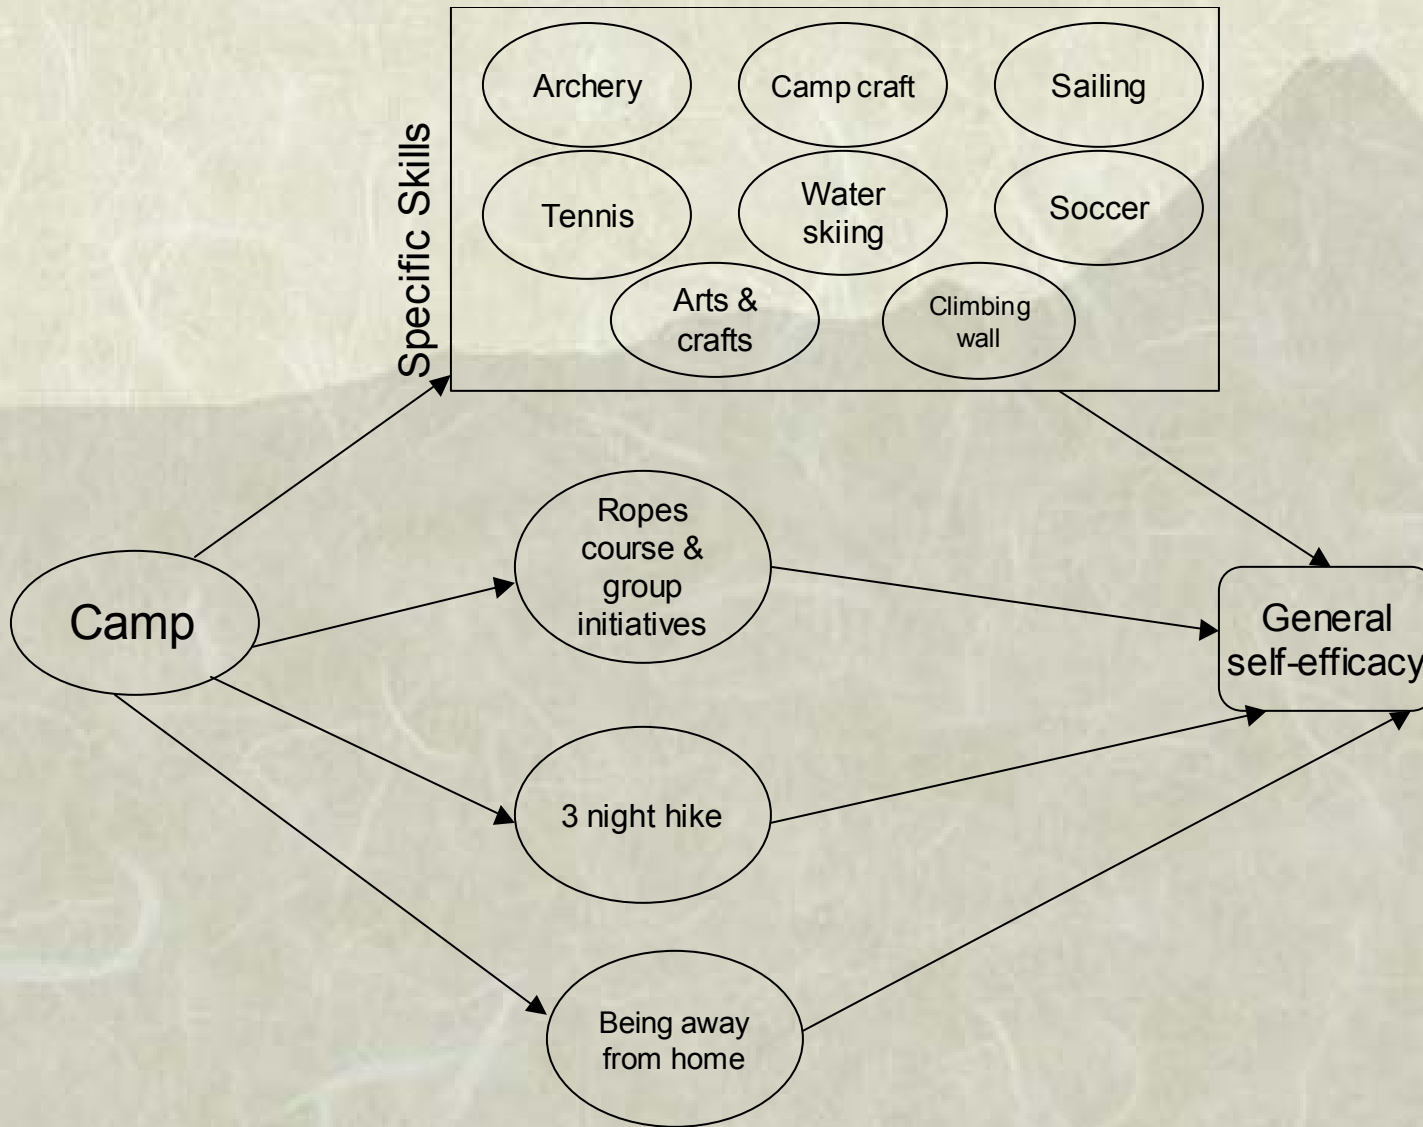 Specific Skills
Archery
Camp craft
Sailing
Tennis
Water
skiing
Soccer
Arts &
crafts
Climbing
wall
Ropes
course &
group
initiatives
Camp
General
self-efficacy
3 night hike
Being away
from home